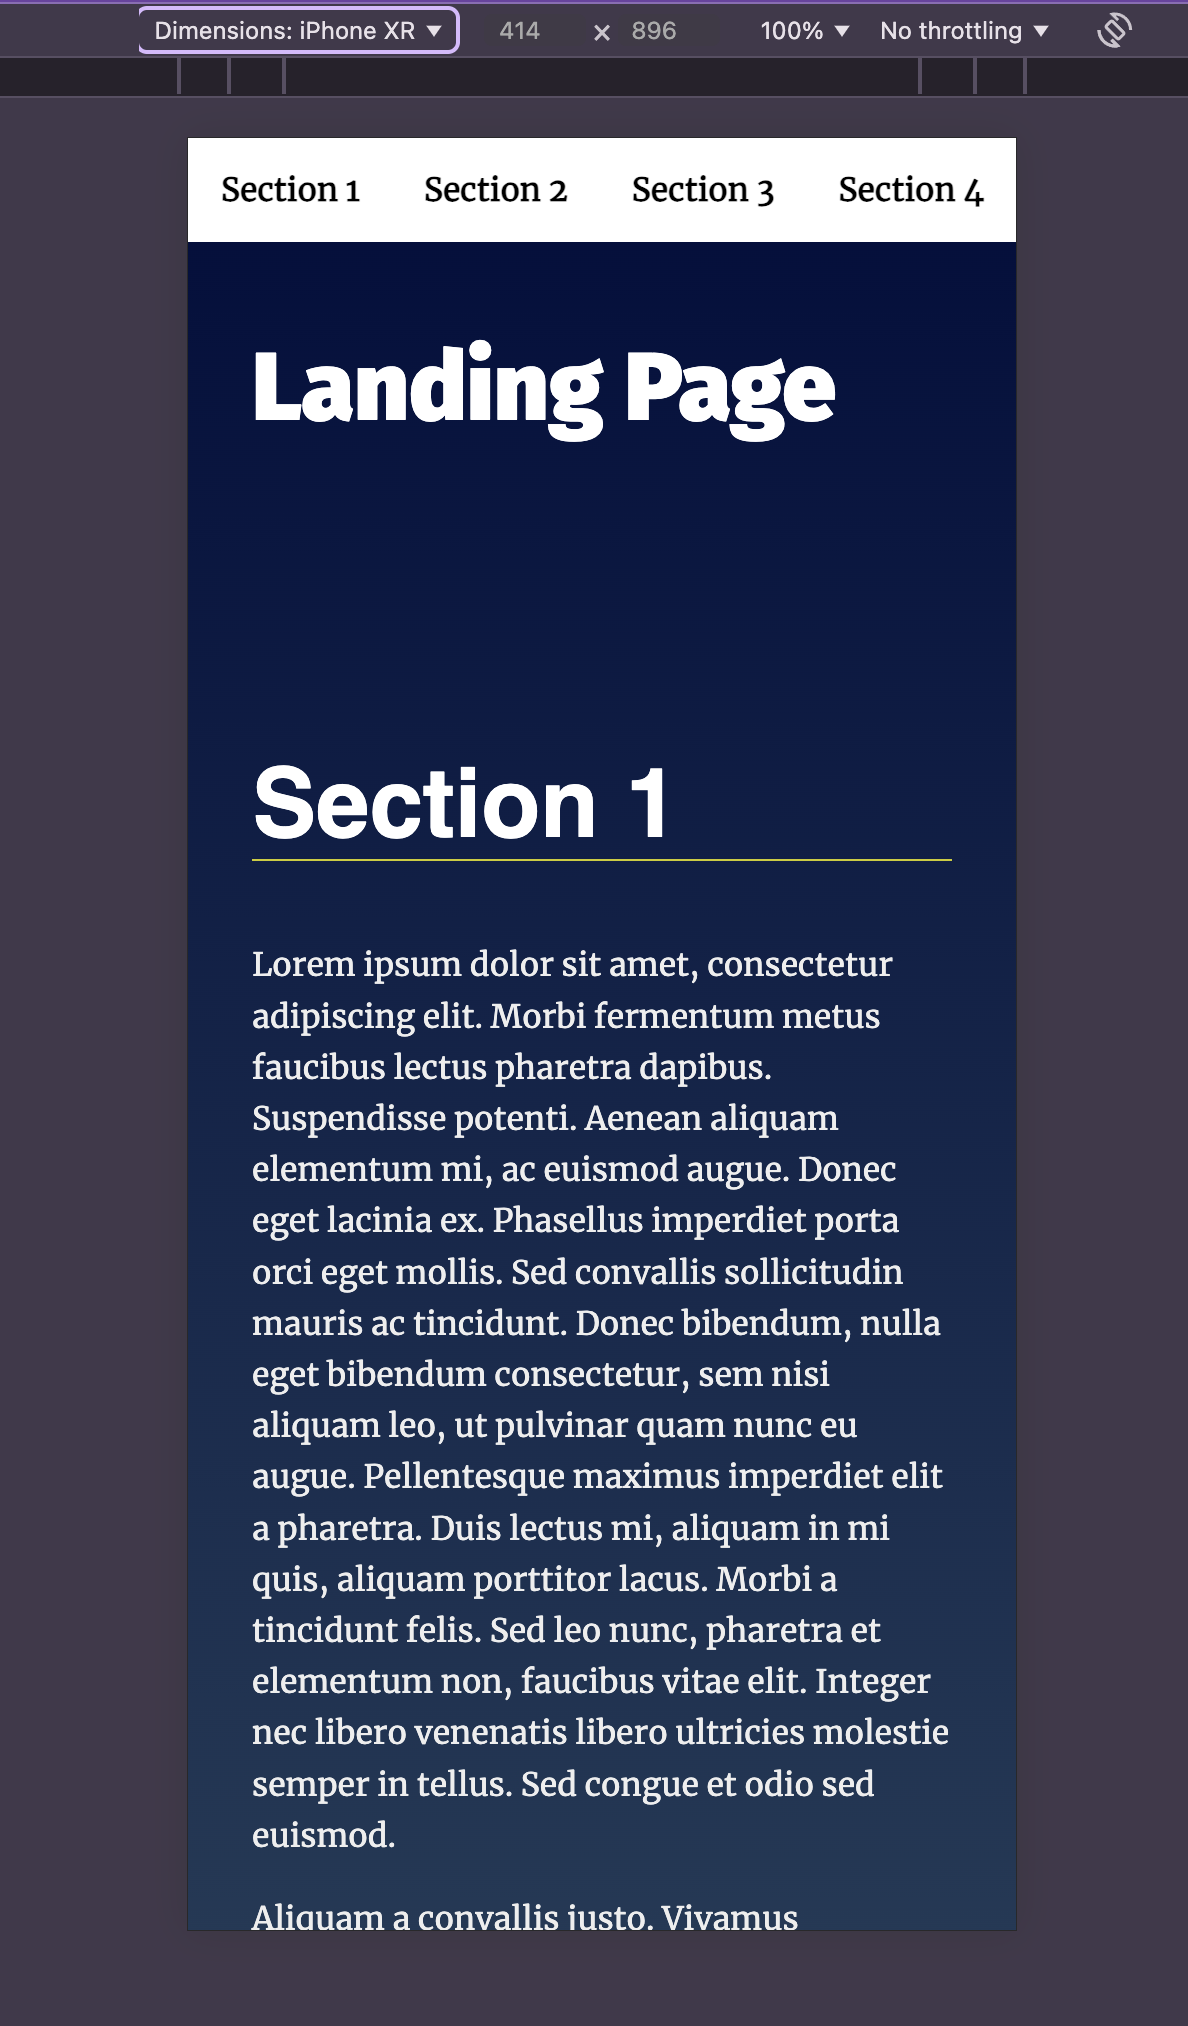 Dimensions: iPhone XR ▼ 414 × 896 100% ▼ No throttling ▼
Section 1 Section 2 Section 3 Section 4
Landing Page
Section 1
Lorem ipsum dolor sit amet, consectetur
adipiscing elit. Morbi fermentum metus
faucibus lectus pharetra dapibus.
Suspendisse potenti. Aenean aliquam
elementum mi, ac euismod augue. Donec
eget lacinia ex. Phasellus imperdiet porta
orci eget mollis. Sed convallis sollicitudin
mauris ac tincidunt. Donec bibendum, nulla
eget bibendum consectetur, sem nisi
aliquam leo, ut pulvinar quam nunc eu
augue. Pellentesque maximus imperdiet elit
a pharetra. Duis lectus mi, aliquam in mi
quis, aliquam porttitor lacus. Morbi a
tincidunt felis. Sed leo nunc, pharetra et
elementum non, faucibus vitae elit. Integer
nec libero venenatis libero ultricies molestie
semper in tellus. Sed congue et odio sed
euismod.
Aliquam a convallis justo. Vivamus